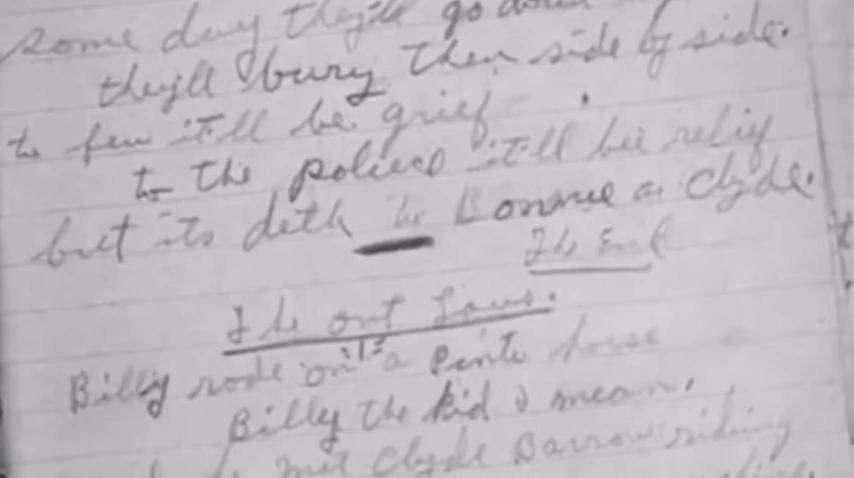 some day they'll go down
they'll bury them side by side.
to few it'll be grief
to the police it'll be relif
but its deth to Bonnie a Clyde.
The End
The out Laws.
Billy rode on a Pinto horse
Billy the Kid I mean.
met Clyde Barrow riding